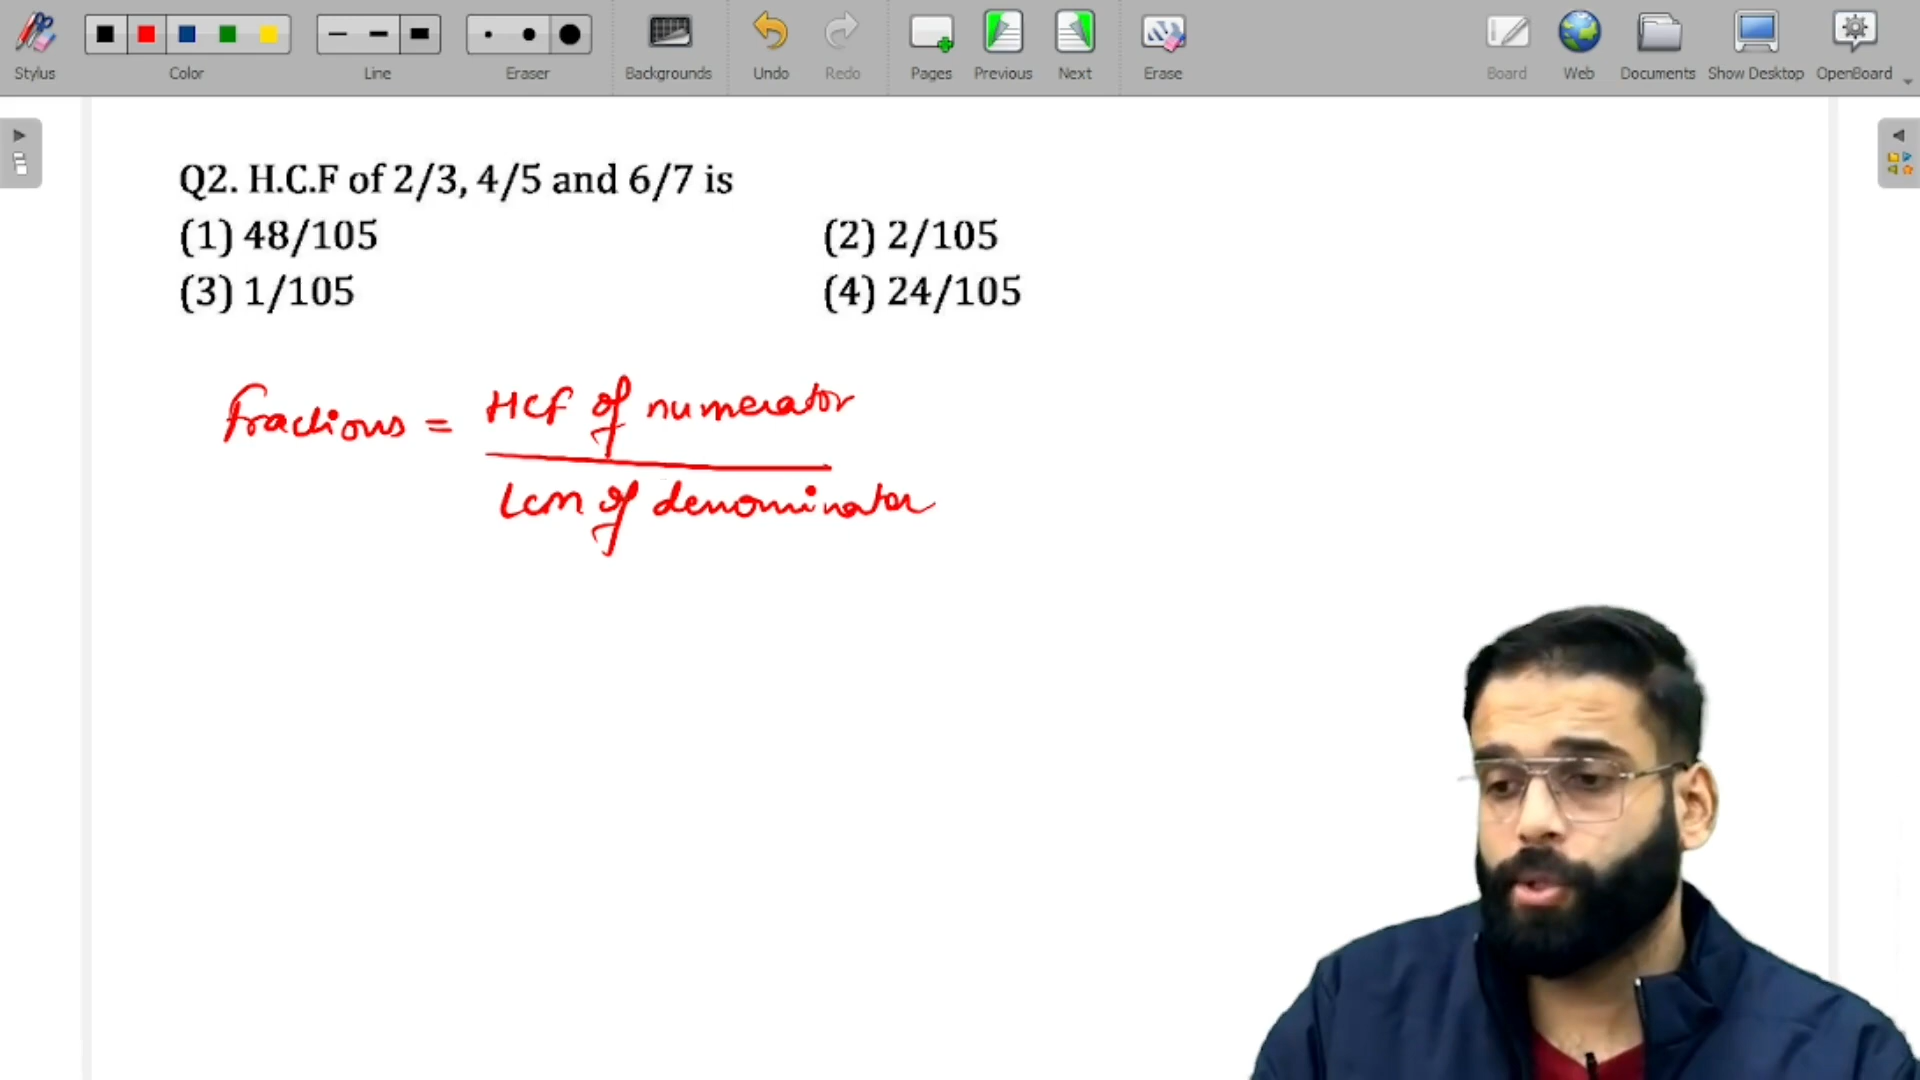 Stylus Color Line Eraser Backgrounds Undo Redo Pages Previous Next Erase Board Web Documents Show Desktop OpenBoard
Q2. H.C.F of 2/3, 4/5 and 6/7 is
(1) 48/105 (2) 2/105
(3) 1/105 (4) 24/105
fractions = HCF of numerator
LCM of denominator